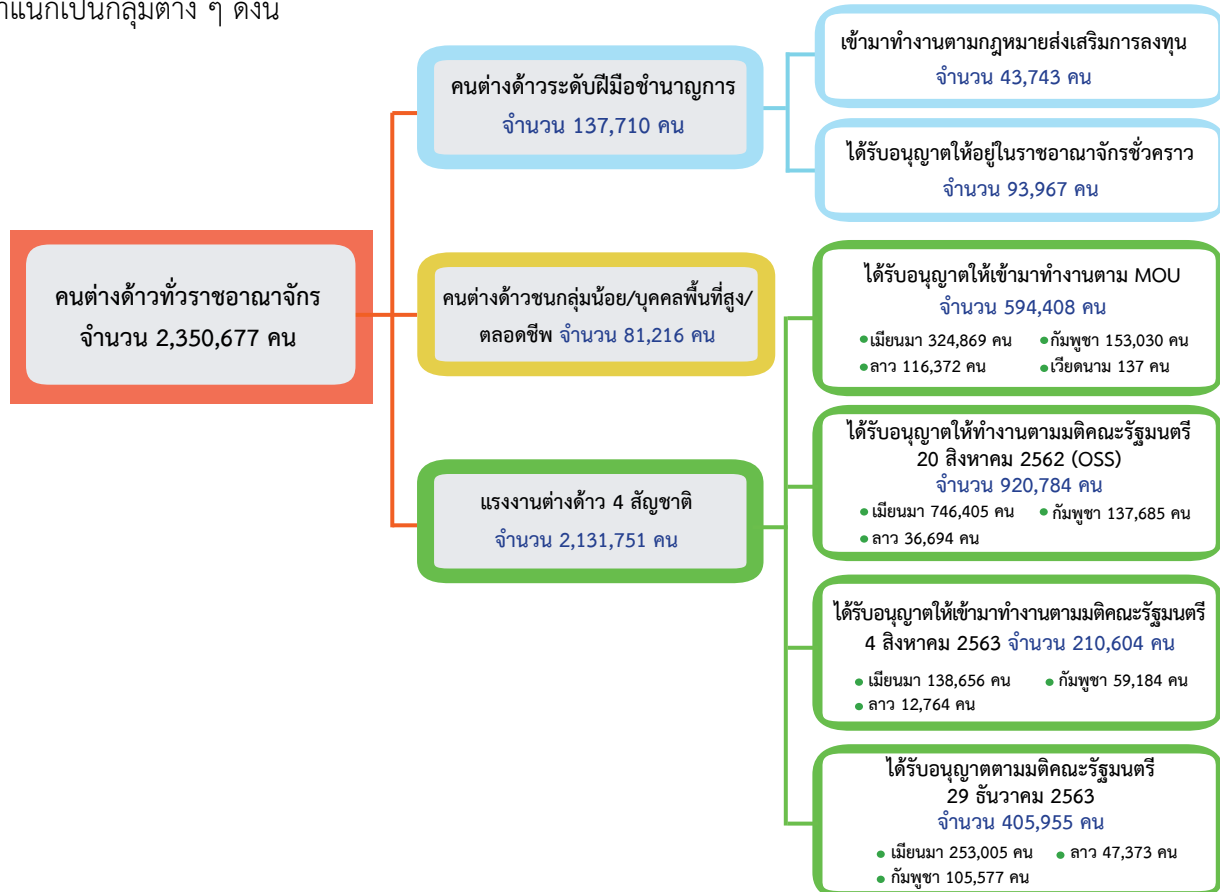 จำแนกเป็นกลุ่มต่าง ๆ ดังนี้
คนต่างด้าวทั่วราชอาณาจักร
จำนวน 2,350,677 คน
คนต่างด้าวระดับฝีมือชำนาญการ
จำนวน 137,710 คน
เข้ามาทำงานตามกฎหมายส่งเสริมการลงทุน
จำนวน 43,743 คน
ได้รับอนุญาตให้อยู่ในราชอาณาจักรชั่วคราว
จำนวน 93,967 คน
คนต่างด้าวชนกลุ่มน้อย/บุคคลพื้นที่สูง/
ตลอดชีพ จำนวน 81,216 คน
แรงงานต่างด้าว 4 สัญชาติ
จำนวน 2,131,751 คน
ได้รับอนุญาตให้เข้ามาทำงานตาม MOU
จำนวน 594,408 คน
• เมียนมา 324,869 คน • กัมพูชา 153,030 คน
• ลาว 116,372 คน • เวียดนาม 137 คน
ได้รับอนุญาตให้ทำงานตามมติคณะรัฐมนตรี
20 สิงหาคม 2562 (OSS)
จำนวน 920,784 คน
• เมียนมา 746,405 คน • กัมพูชา 137,685 คน
• ลาว 36,694 คน
ได้รับอนุญาตให้เข้ามาทำงานตามมติคณะรัฐมนตรี
4 สิงหาคม 2563 จำนวน 210,604 คน
• เมียนมา 138,656 คน • กัมพูชา 59,184 คน
• ลาว 12,764 คน
ได้รับอนุญาตตามมติคณะรัฐมนตรี
29 ธันวาคม 2563
จำนวน 405,955 คน
• เมียนมา 253,005 คน • ลาว 47,373 คน
• กัมพูชา 105,577 คน